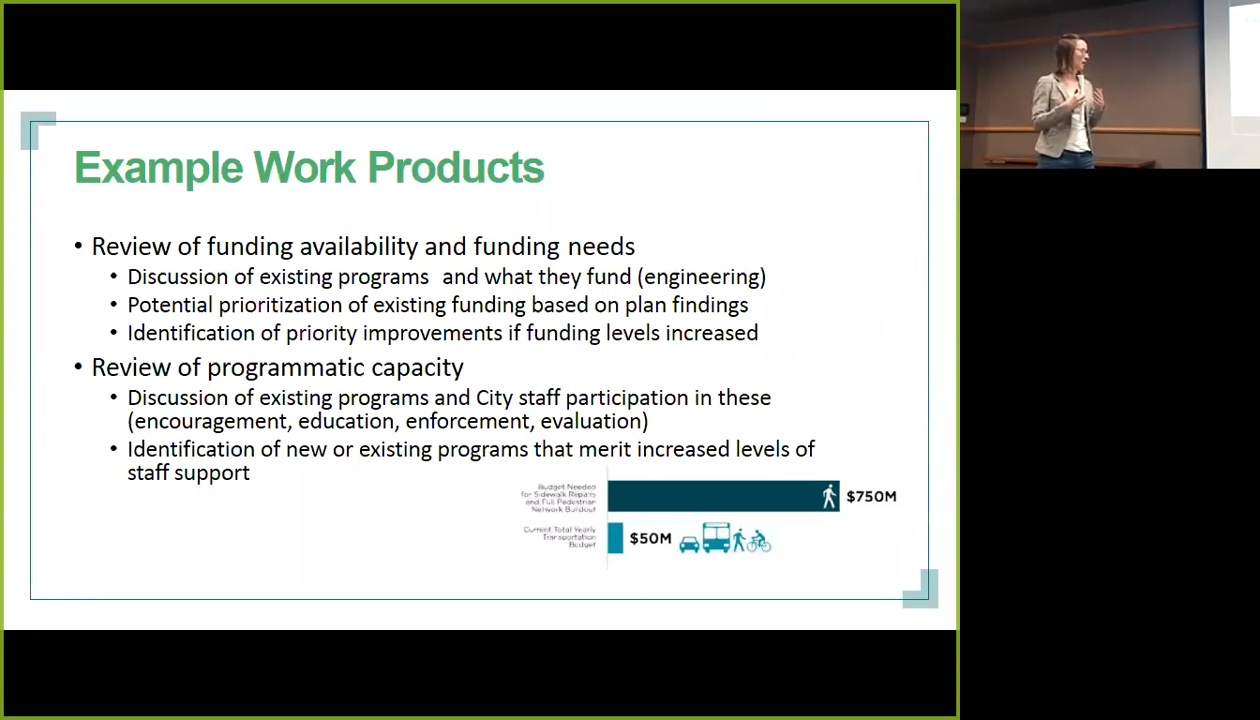 Example Work Products
• Review of funding availability and funding needs
• Discussion of existing programs and what they fund (engineering)
• Potential prioritization of existing funding based on plan findings
• Identification of priority improvements if funding levels increased
• Review of programmatic capacity
• Discussion of existing programs and City staff participation in these
(encouragement, education, enforcement, evaluation)
• Identification of new or existing programs that merit increased levels of
staff support
Budget Needed
for Sidewalk Repairs
and Full Pedestrian
Network Buildout
$750M
Current Total Yearly
Transportation
Budget
$50M